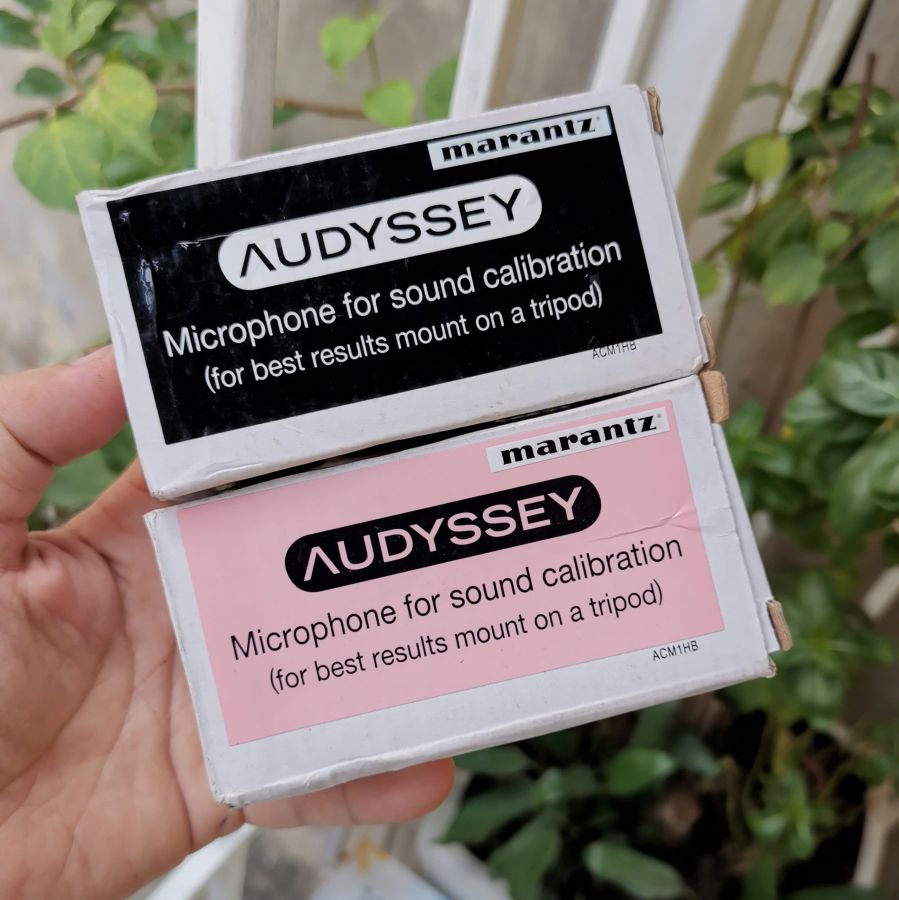 marantz
AUDYSSEY
Microphone for sound calibration
(for best results mount on a tripod)
ACM1HB
marantz
AUDYSSEY
Microphone for sound calibration
(for best results mount on a tripod)
ACM1HB